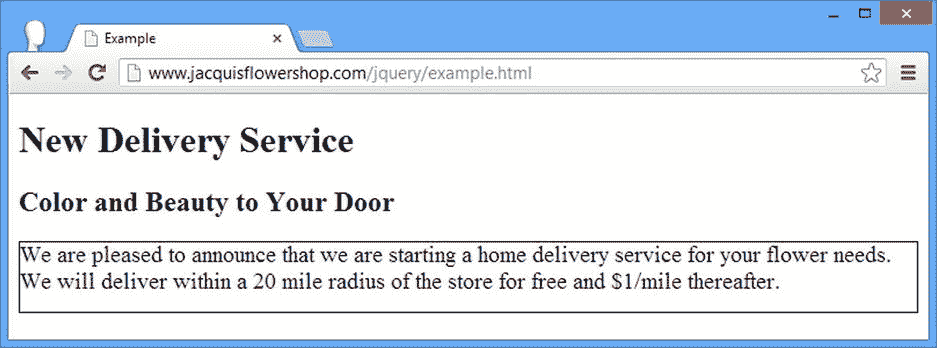 Example
www.jacquisflowershop.com/jquery/example.html
New Delivery Service
Color and Beauty to Your Door
We are pleased to announce that we are starting a home delivery service for your flower needs.
We will deliver within a 20 mile radius of the store for free and $1/mile thereafter.